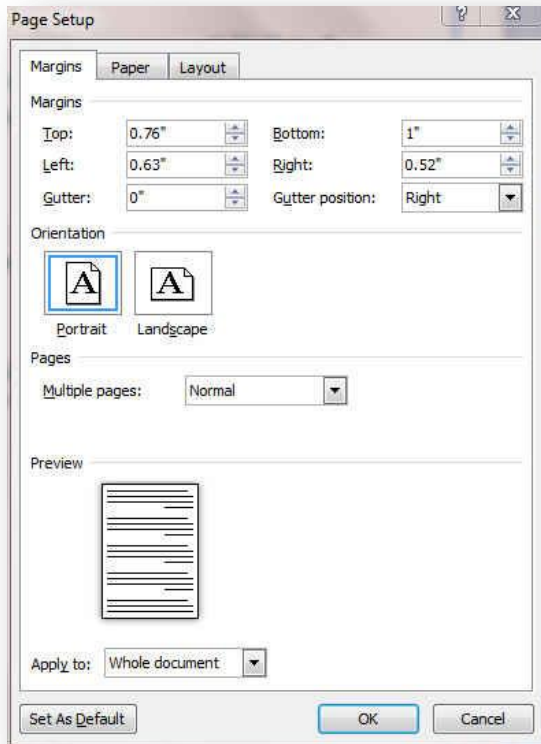 Page Setup
Margins Paper Layout
Margins
Top: 0.76" Bottom: 1"
Left: 0.63" Right: 0.52"
Gutter: 0" Gutter position: Right
Orientation
A A
Portrait Landscape
Pages
Multiple pages: Normal
Preview
Apply to: Whole document
Set As Default OK Cancel